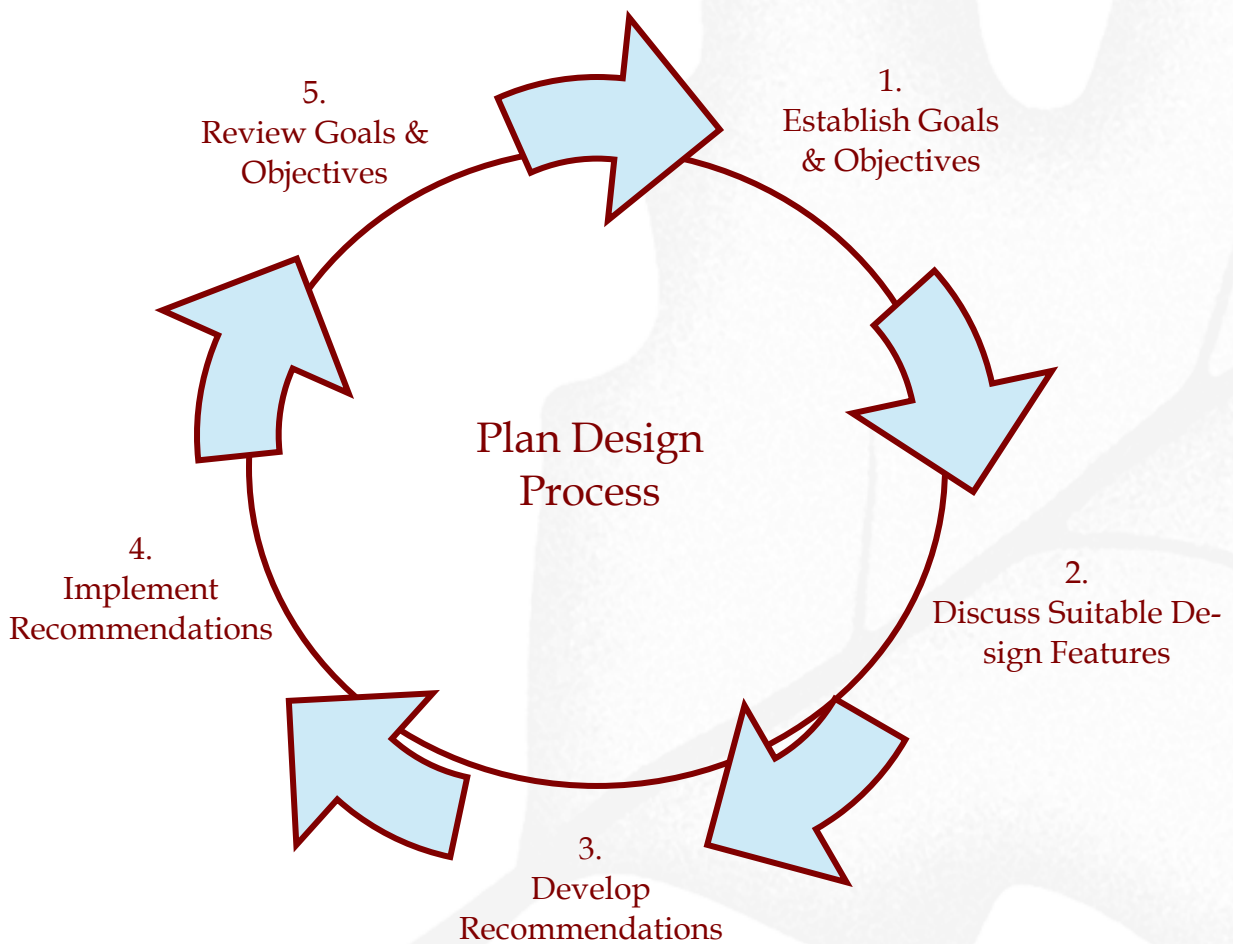 Plan Design
Process
1.
Establish Goals
& Objectives
2.
Discuss Suitable De-
sign Features
3.
Develop
Recommendations
4.
Implement
Recommendations
5.
Review Goals &
Objectives